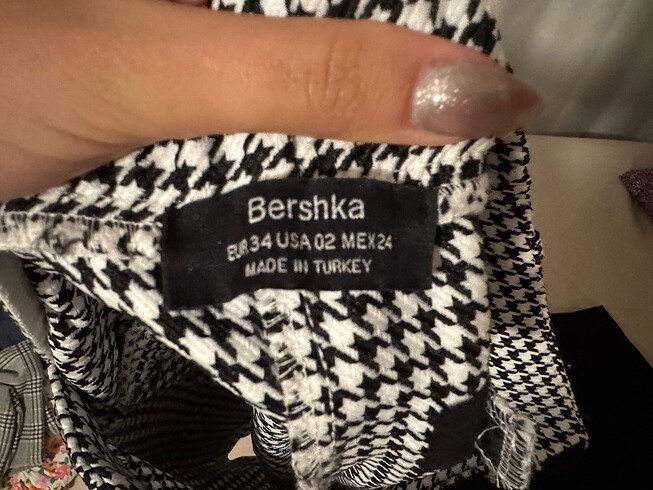 Bershka
EUR 34 USA 02 MEX 24
MADE IN TURKEY